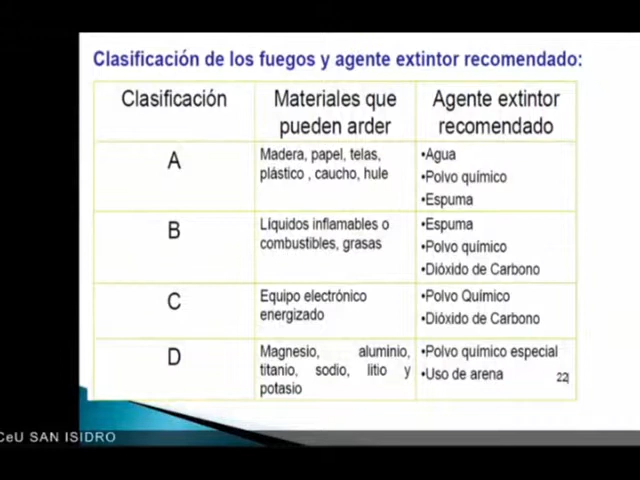 Clasificación de los fuegos y agente extintor recomendado:
Clasificación
Materiales que
pueden arder
Agente extintor
recomendado
A
Madera, papel, telas,
plástico , caucho, hule
•Agua
•Polvo químico
•Espuma
B
Líquidos inflamables o
combustibles, grasas
•Espuma
•Polvo químico
•Dióxido de Carbono
C
Equipo electrónico
energizado
•Polvo Químico
•Dióxido de Carbono
D
Magnesio, aluminio,
titanio, sodio, litio y
potasio
•Polvo químico especial
•Uso de arena
22
CeU SAN ISIDRO